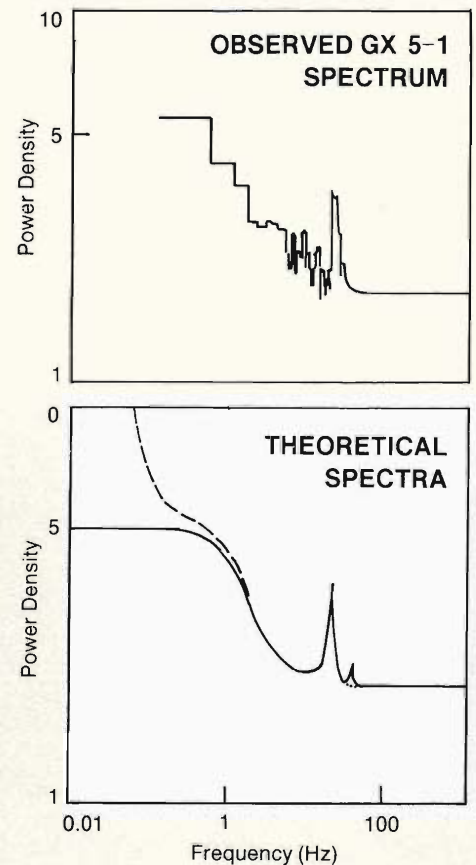 10
OBSERVED GX 5-1
SPECTRUM
5
Power Density
1
0
THEORETICAL
SPECTRA
5
Power Density
1
0.01
1
100
Frequency (Hz)